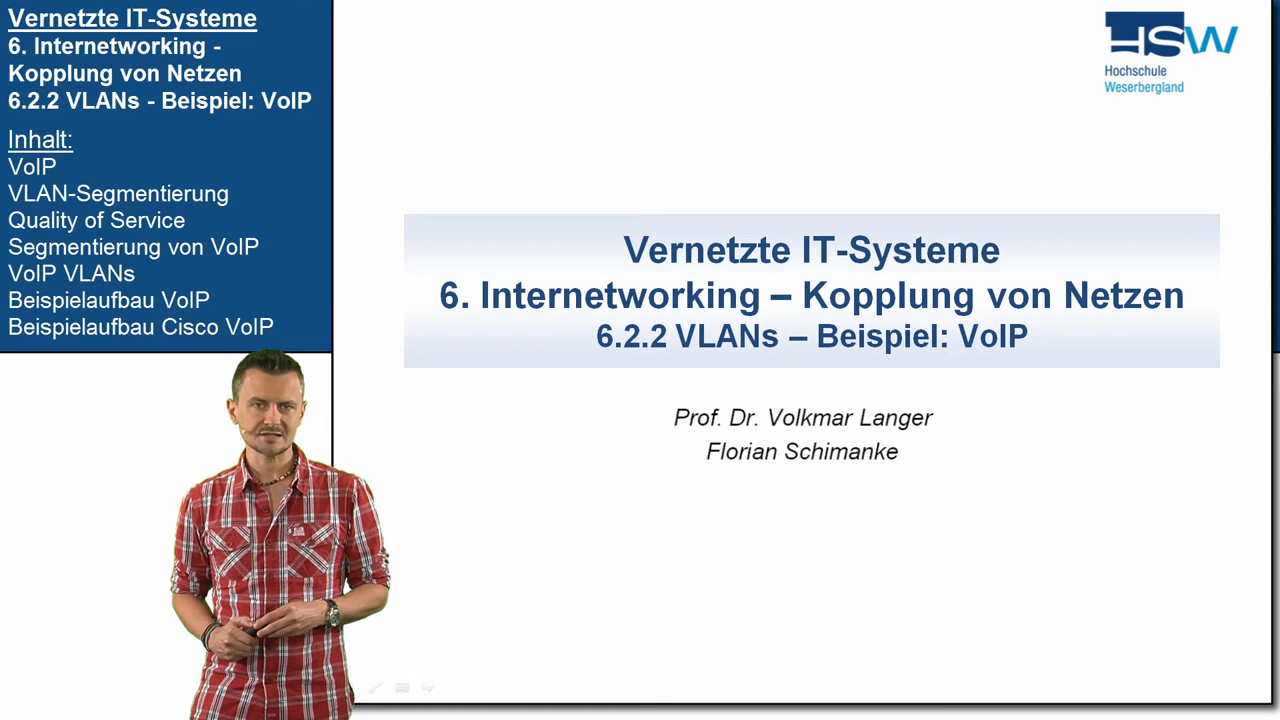 Vernetzte IT-Systeme
6. Internetworking -
Kopplung von Netzen
6.2.2 VLANs - Beispiel: VoIP
Inhalt:
VoIP
VLAN-Segmentierung
Quality of Service
Segmentierung von VoIP
VoIP VLANs
Beispielaufbau VoIP
Beispielaufbau Cisco VoIP
HSW
Hochschule
Weserbergland
Vernetzte IT-Systeme
6. Internetworking – Kopplung von Netzen
6.2.2 VLANs – Beispiel: VoIP
Prof. Dr. Volkmar Langer
Florian Schimanke